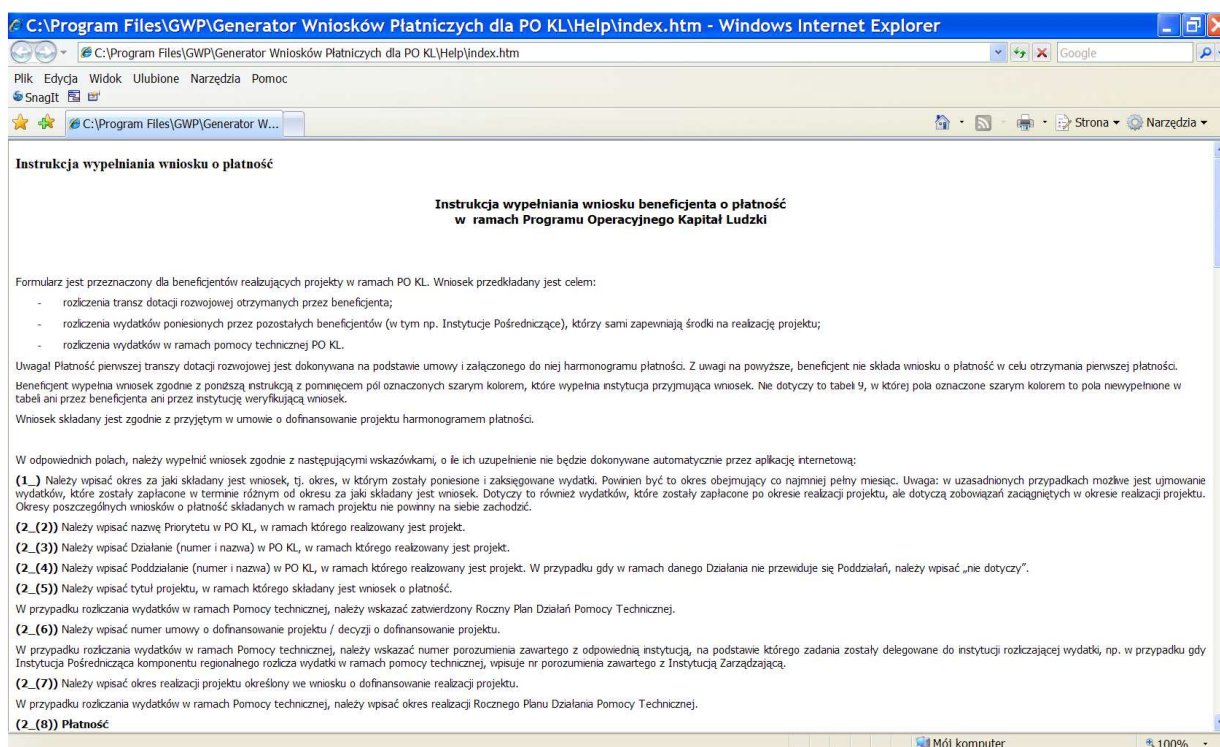 C:\Program Files\GWP\Generator Wniosków Płatniczych dla PO KL\Help\index.htm - Windows Internet Explorer
C:\Program Files\GWP\Generator Wniosków Płatniczych dla PO KL\Help\index.htm
Google
Plik Edycja Widok Ulubione Narzędzia Pomoc
SnagIt
C:\Program Files\GWP\Generator W...
Strona
Narzędzia
Instrukcja wypełniania wniosku o płatność
Instrukcja wypełniania wniosku beneficjenta o płatność
w ramach Programu Operacyjnego Kapitał Ludzki
Formularz jest przeznaczony dla beneficjentów realizujących projekty w ramach PO KL. Wniosek przedkładany jest celem:
- rozliczenia transz dotacji rozwojowej otrzymanych przez beneficjenta;
- rozliczenia wydatków poniesionych przez pozostałych beneficjentów (w tym np. Instytucje Pośredniczące), którzy sami zapewniają środki na realizację projektu;
- rozliczenia wydatków w ramach pomocy technicznej PO KL.
Uwaga! Płatność pierwszej transzy dotacji rozwojowej jest dokonywana na podstawie umowy i załączonego do niej harmonogramu płatności. Z uwagi na powyższe, beneficjent nie składa wniosku o płatność w celu otrzymania pierwszej płatności.
Beneficjent wypełnia wniosek zgodnie z poniższą instrukcją z pominięciem pól oznaczonych szarym kolorem, które wypełnia instytucja przyjmująca wniosek. Nie dotyczy to tabeli 9, w której pola oznaczone szarym kolorem to pola niewypełnione w
tabeli ani przez beneficjenta ani przez instytucję weryfikującą wniosek.
Wniosek składany jest zgodnie z przyjętym w umowie o dofinansowanie projektu harmonogramem płatności.
W odpowiednich polach, należy wypełnić wniosek zgodnie z następującymi wskazówkami, o ile ich uzupełnienie nie będzie dokonywane automatycznie przez aplikację internetową:
(1_) Należy wpisać okres za jaki składany jest wniosek, tj. okres, w którym zostały poniesione i zaksięgowane wydatki. Powinien być to okres obejmujący co najmniej pełny miesiąc. Uwaga: w uzasadnionych przypadkach możliwe jest ujmowanie
wydatków, które zostały zapłacone w terminie różnym od okresu za jaki składany jest wniosek. Dotyczy to również wydatków, które zostały zapłacone po okresie realizacji projektu, ale dotyczą zobowiązań zaciągniętych w okresie realizacji projektu.
Okresy poszczególnych wniosków o płatność składanych w ramach projektu nie powinny na siebie zachodzić.
(2_(2)) Należy wpisać nazwę Priorytetu w PO KL, w ramach którego realizowany jest projekt.
(2_(3)) Należy wpisać Działanie (numer i nazwa) w PO KL, w ramach którego realizowany jest projekt.
(2_(4)) Należy wpisać Poddziałanie (numer i nazwa) w PO KL, w ramach którego realizowany jest projekt. W przypadku gdy w ramach danego Działania nie przewiduje się Poddziałań, należy wpisać „nie dotyczy”.
(2_(5)) Należy wpisać tytuł projektu, w ramach którego składany jest wniosek o płatność.
W przypadku rozliczania wydatków w ramach Pomocy technicznej, należy wskazać zatwierdzony Roczny Plan Działań Pomocy Technicznej.
(2_(6)) Należy wpisać numer umowy o dofinansowanie projektu / decyzji o dofinansowanie projektu.
W przypadku rozliczania wydatków w ramach Pomocy technicznej, należy wskazać numer porozumienia zawartego z odpowiednią instytucją, na podstawie którego zadania zostały delegowane do instytucji rozliczającej wydatki, np. w przypadku gdy
Instytucja Pośrednicząca komponentu regionalnego rozlicza wydatki w ramach pomocy technicznej, wpisuje nr porozumienia zawartego z Instytucją Zarządzającą.
(2_(7)) Należy wpisać okres realizacji projektu określony we wniosku o dofinansowanie realizacji projektu.
W przypadku rozliczania wydatków w ramach Pomocy technicznej, należy wpisać okres realizacji Rocznego Planu Działania Pomocy Technicznej.
(2_(8)) Płatność
Mój komputer
100%